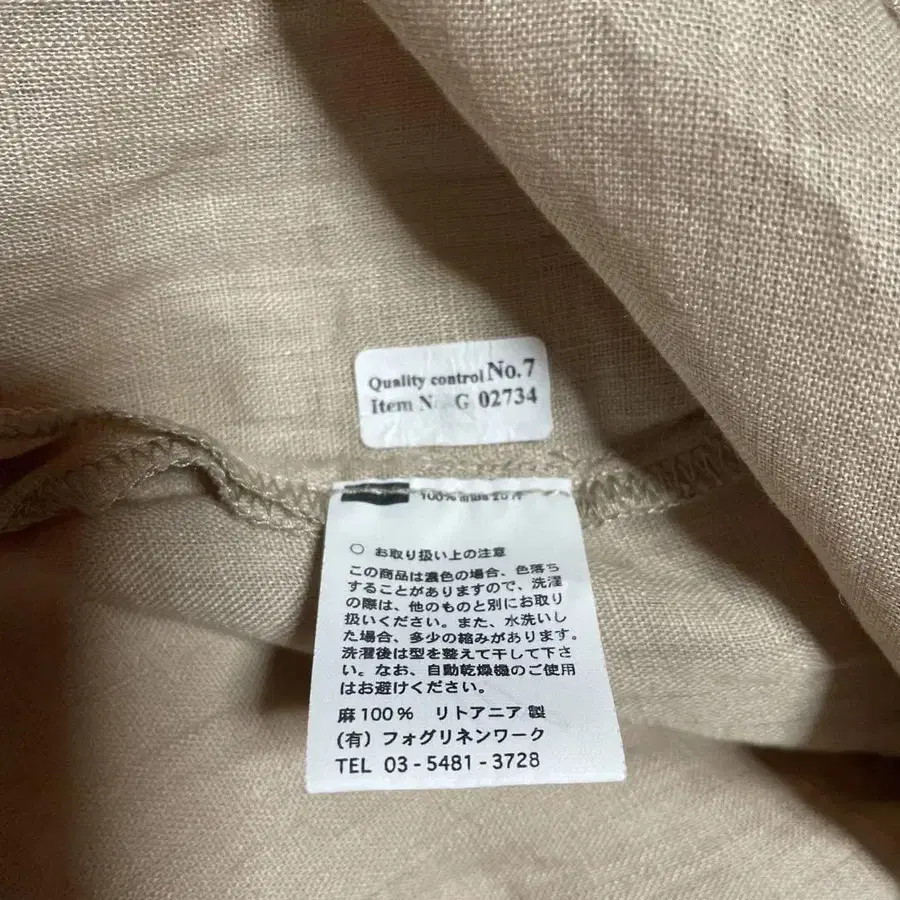 Quality control No.7
Item G 02734
100%
○ お取り扱い上の注意
この商品は濃色の場合、色落ち
することがありますので、洗濯
の際は、他のものと別にお取り
扱いください。また、水洗いし
た場合、多少の縮みがあります。
洗濯後は型を整えて干して下さ
い。なお、自動乾燥機のご使用
はお避けください。
麻100% リトアニア製
(有) フォグリネンワーク
TEL 03-5481-3728